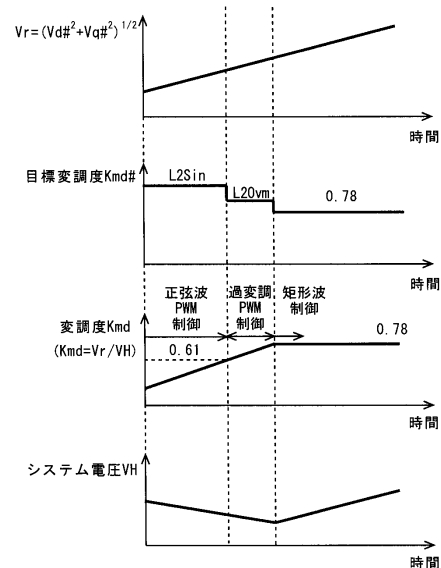 Vr=(Vd#²+Vq#²)^1/2
時間
目標変調度Kmd#
L2Sin
L2Ovm
0.78
時間
正弦波
PWM
制御
過変調
PWM
制御
矩形波
制御
変調度Kmd
(Kmd=Vr/VH)
0.61
0.78
時間
システム電圧VH
時間